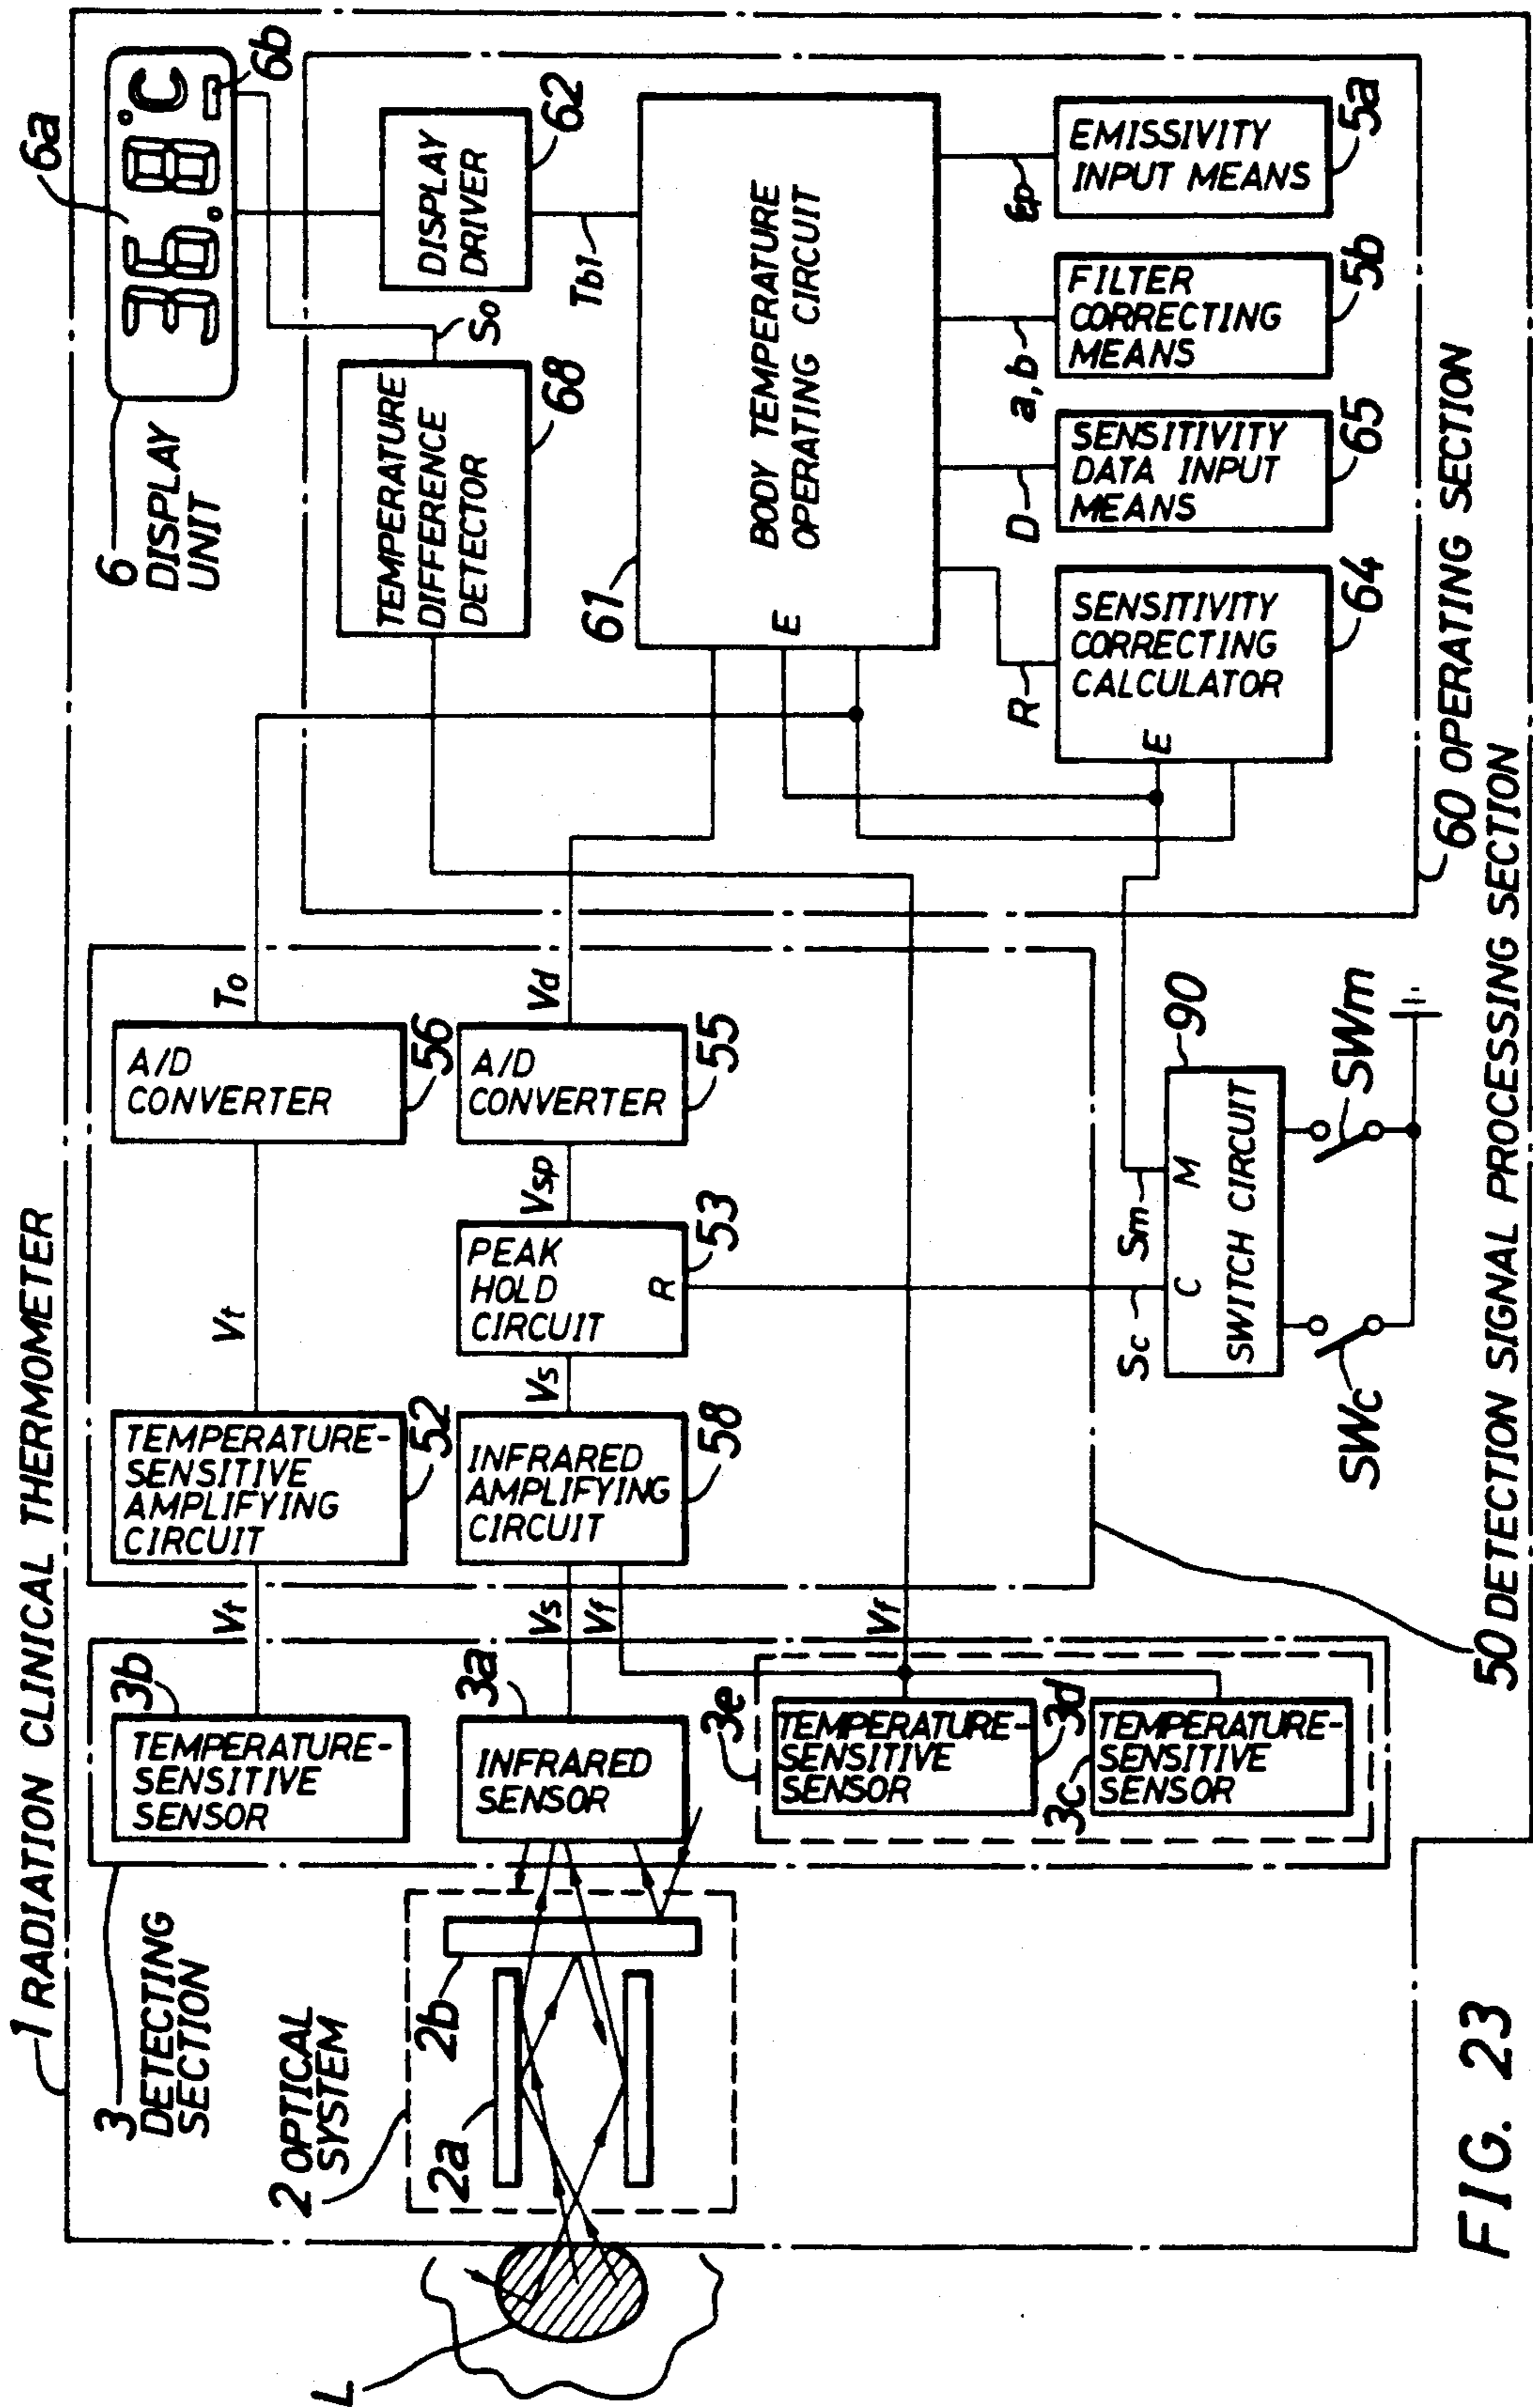 1 RADIATION CLINICAL THERMOMETER
3
DETECTING
SECTION
2 OPTICAL
SYSTEM
2a
2b
L
3b
TEMPERATURE-
SENSITIVE
SENSOR
3a
INFRARED
SENSOR
3e
TEMPERATURE-
SENSITIVE
SENSOR
3d
3c
TEMPERATURE-
SENSITIVE
SENSOR
Vt
Vs
Vf
Vf
TEMPERATURE-
SENSITIVE
AMPLIFYING
CIRCUIT
52
INFRARED
AMPLIFYING
CIRCUIT
58
Vt
Vs
PEAK
HOLD
CIRCUIT
R
53
Vsp
A/D
CONVERTER
56
A/D
CONVERTER
55
To
Vd
Sc
Sm
C
M
SWITCH CIRCUIT
90
SWc
SWm
50 DETECTION SIGNAL PROCESSING SECTION
6
DISPLAY
UNIT
6a
36.8°C
6b
TEMPERATURE
DIFFERENCE
DETECTOR
68
So
DISPLAY
DRIVER
62
Tb1
61
BODY TEMPERATURE
OPERATING CIRCUIT
E
R
D
a,b
εp
SENSITIVITY
CORRECTING
CALCULATOR
E
64
SENSITIVITY
DATA INPUT
MEANS
65
FILTER
CORRECTING
MEANS
5b
EMISSIVITY
INPUT MEANS
5a
60 OPERATING SECTION
FIG. 23